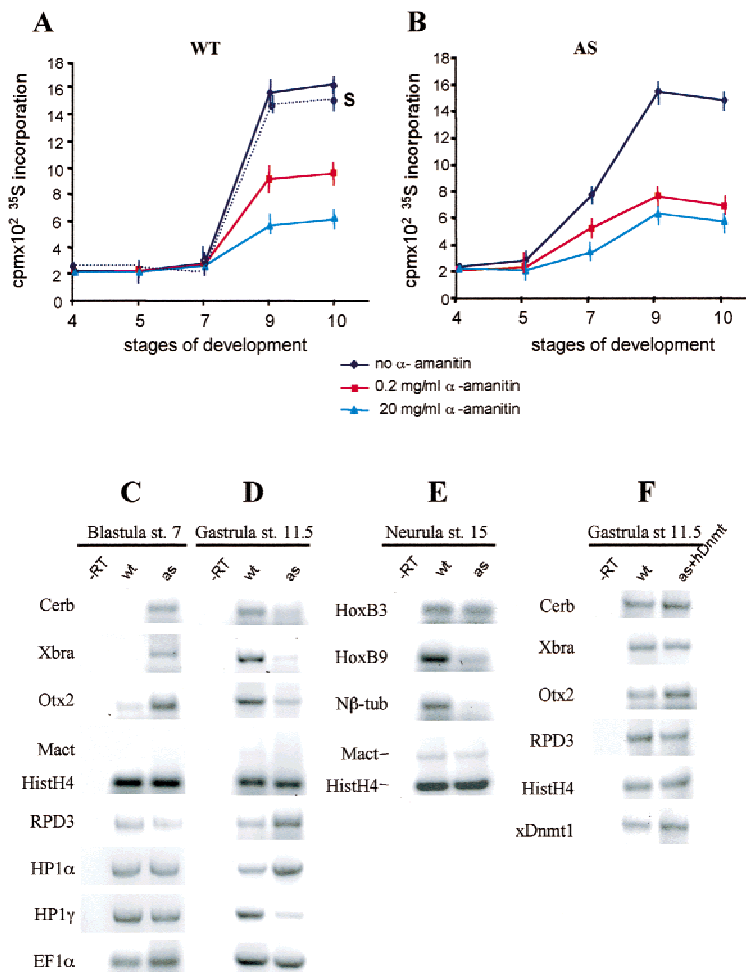 A
WT
B
AS
cpmx10² ³⁵S incorporation
18
16
14
12
10
8
6
4
2
0
S
4 5 7 9 10
stages of development
cpmx10² ³⁵S incorporation
18
16
14
12
10
8
6
4
2
0
4 5 7 9 10
stages of development
no α- amanitin
0.2 mg/ml α -amanitin
20 mg/ml α -amanitin
C
Blastula st. 7
-RT wt as
Cerb
Xbra
Otx2
Mact
HistH4
RPD3
HP1α
HP1γ
EF1α
D
Gastrula st. 11.5
-RT wt as
E
Neurula st. 15
-RT wt as
HoxB3
HoxB9
Nβ-tub
Mact-
HistH4-
F
Gastrula st. 11.5
-RT wt as+hDnmt
Cerb
Xbra
Otx2
RPD3
HistH4
xDnmt1